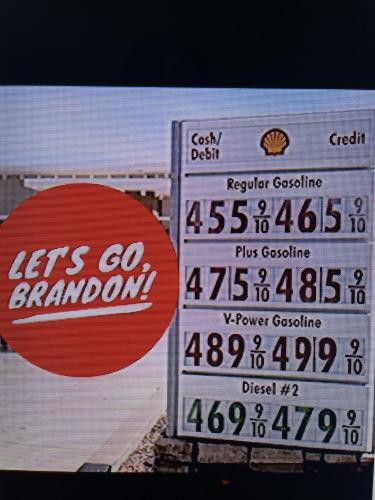 Cash/ Credit
Debit
Regular Gasoline
455 9/10 465 9/10
Plus Gasoline
475 9/10 485 9/10
V-Power Gasoline
489 9/10 499 9/10
Diesel #2
469 9/10 479 9/10
LET'S GO,
BRANDON!